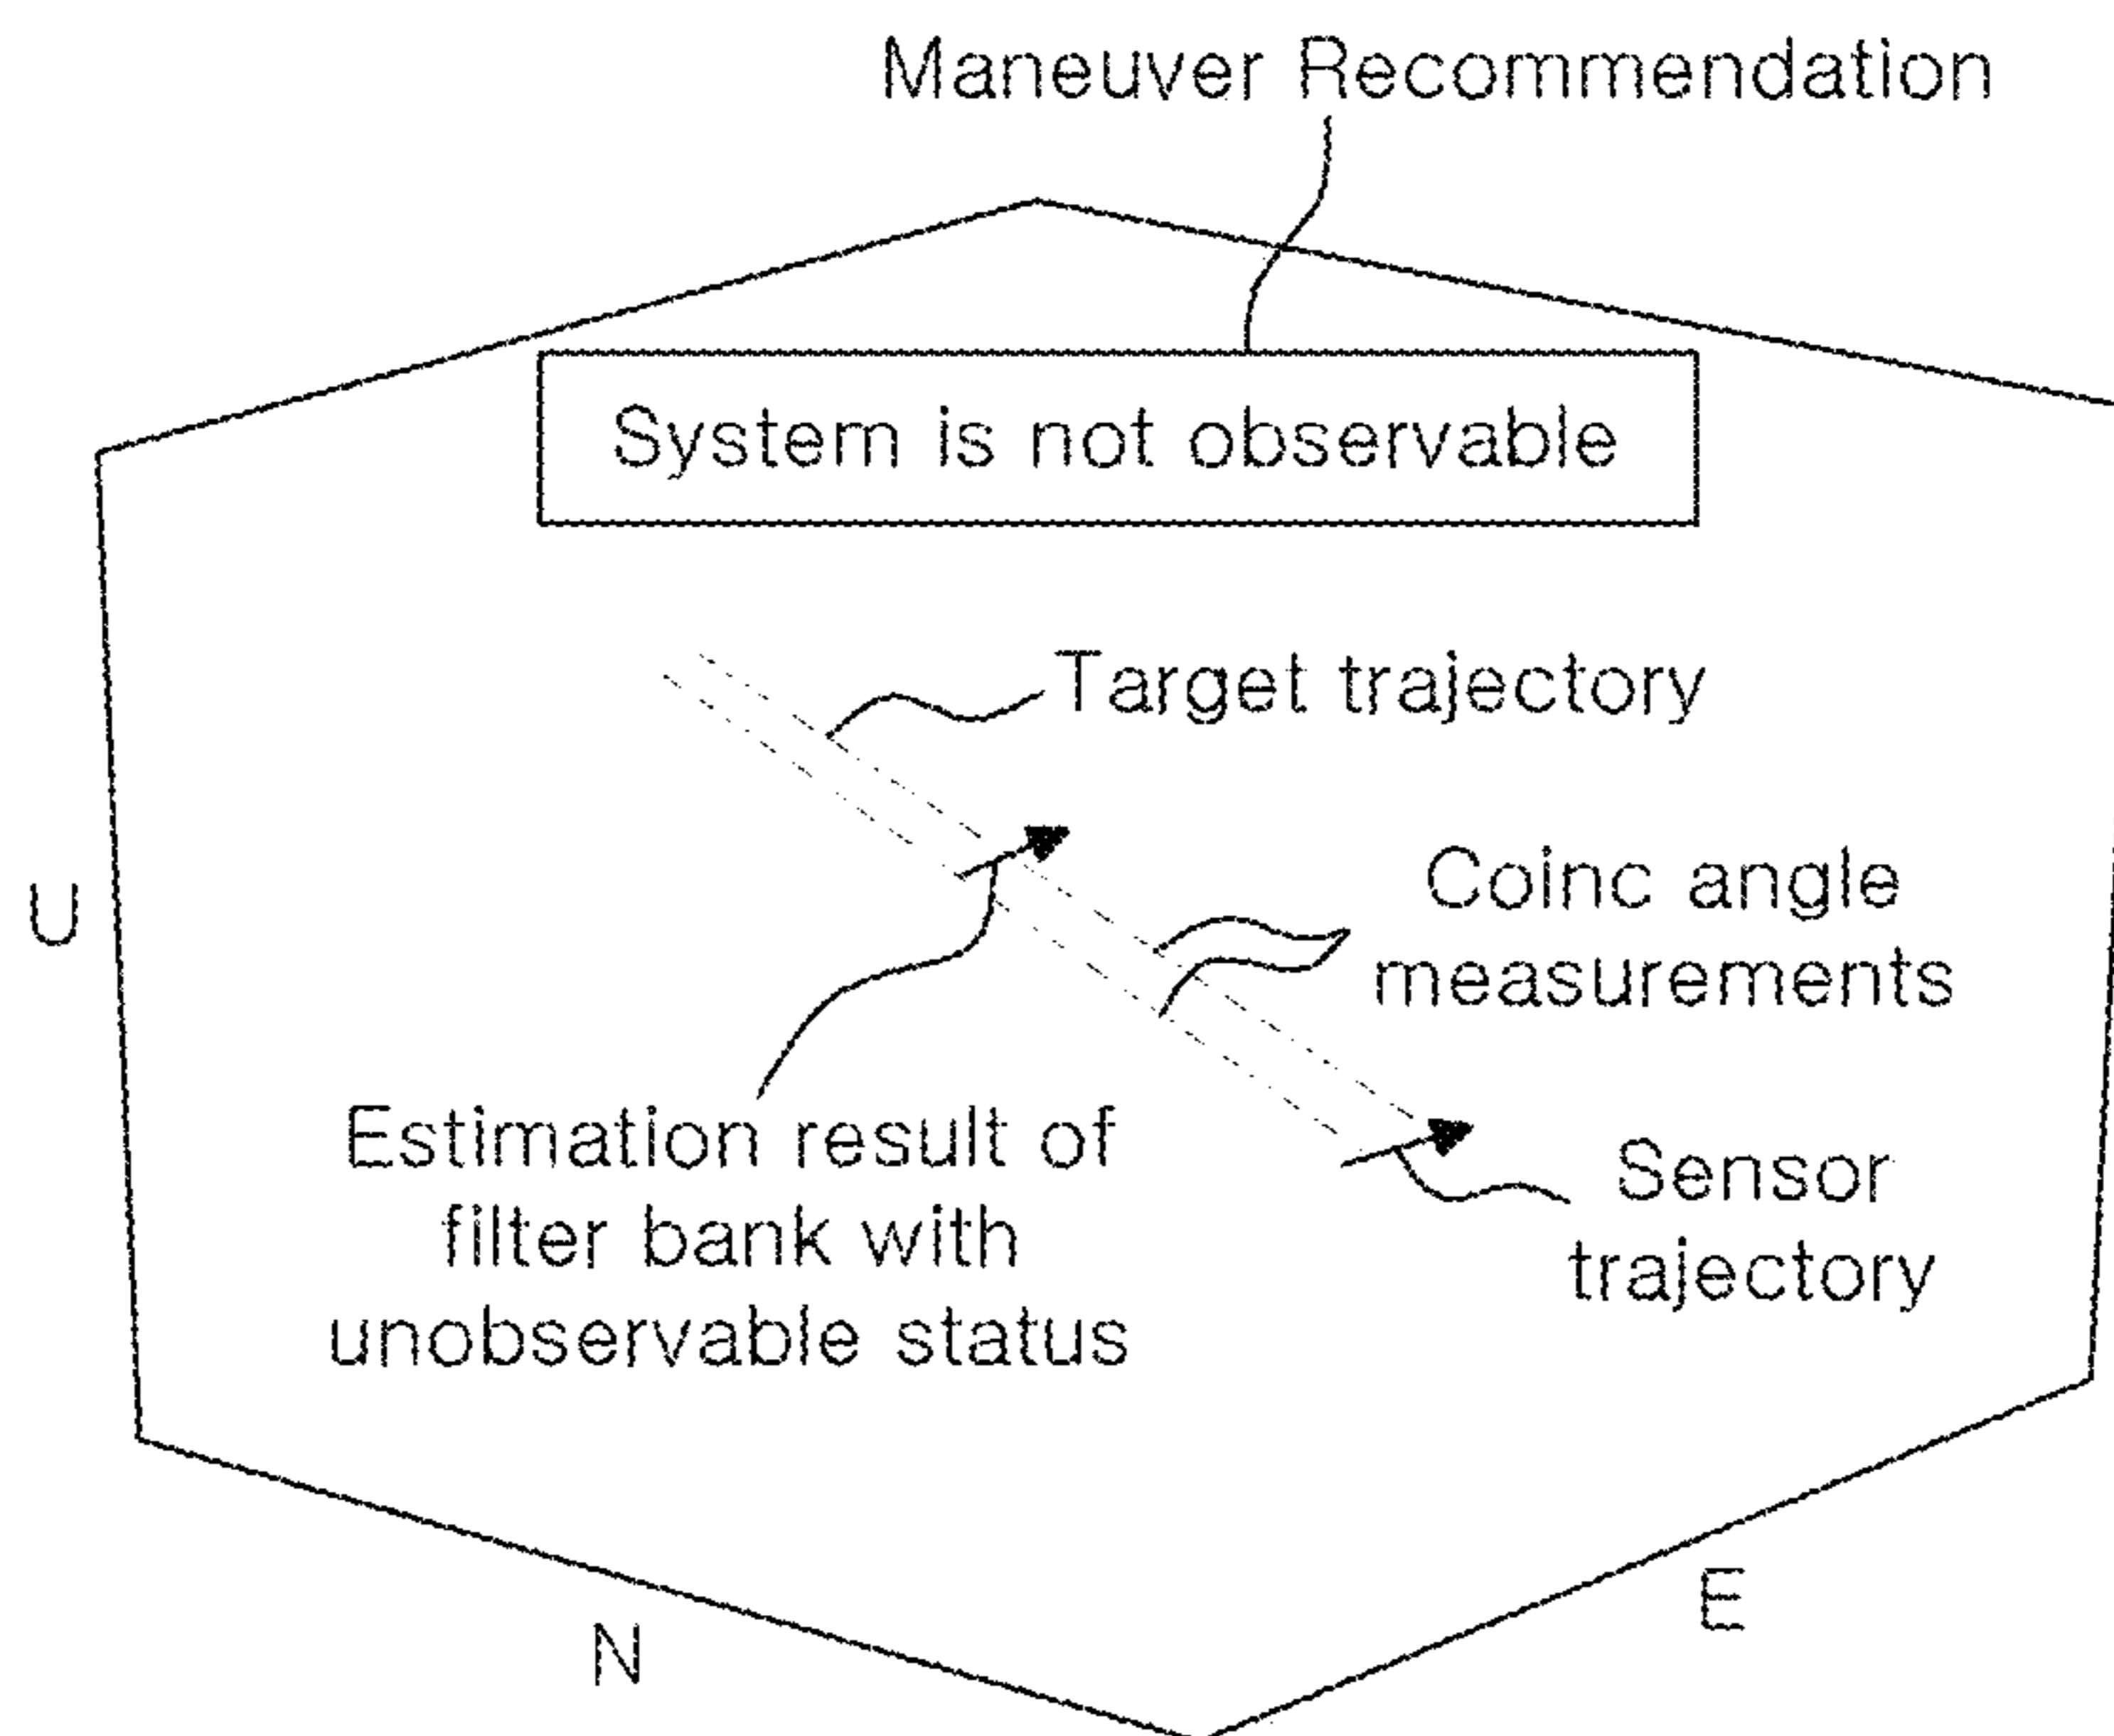 Maneuver Recommendation
System is not observable
Target trajectory
Coinc angle
measurements
U
Estimation result of
filter bank with
unobservable status
Sensor
trajectory
N
E